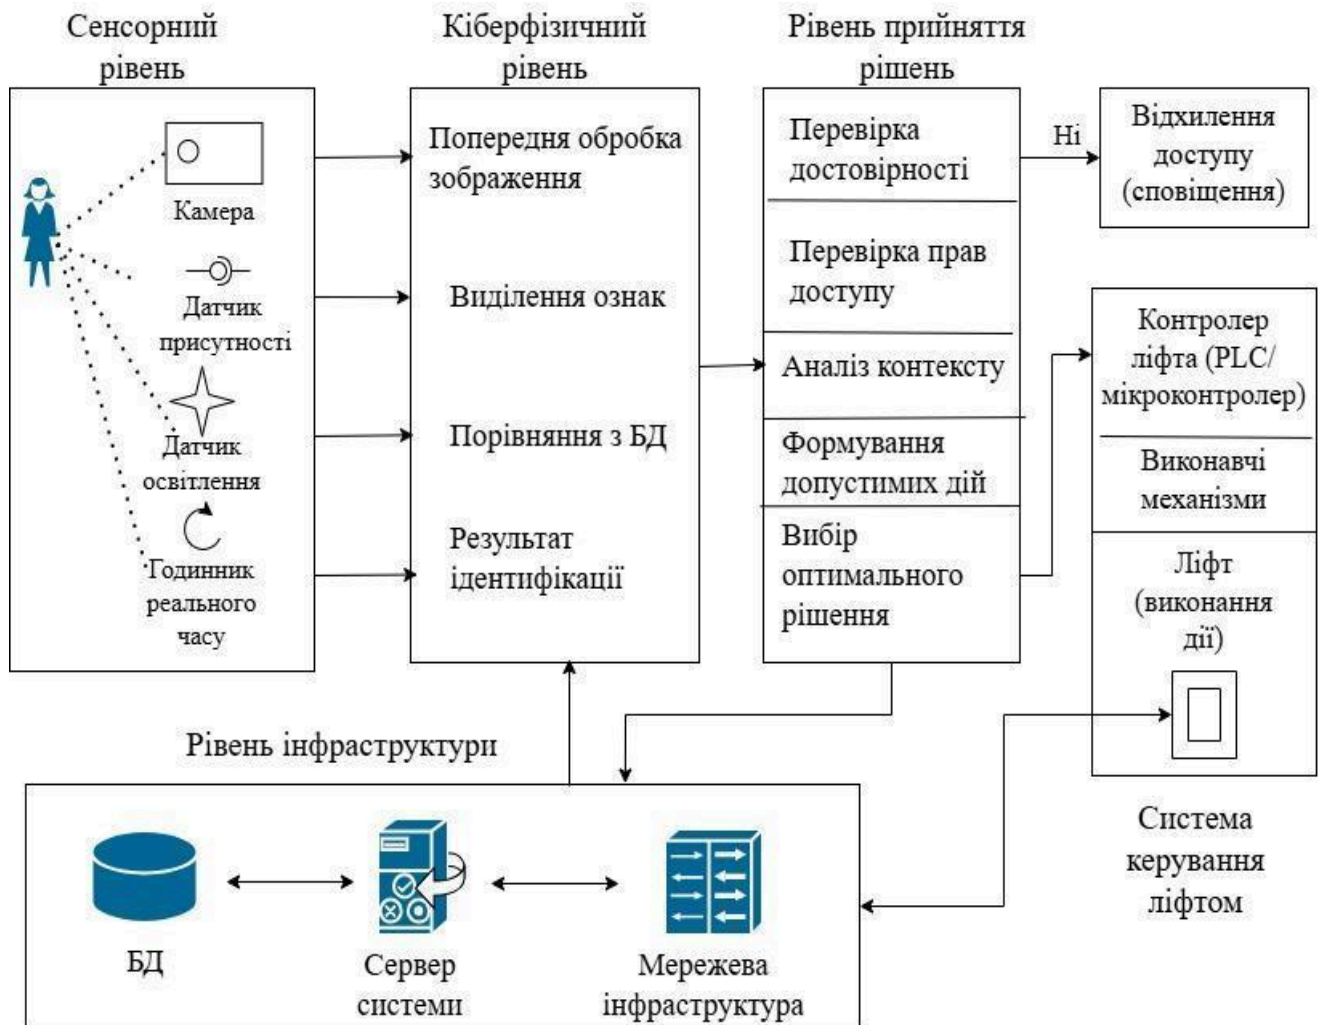 Сенсорний
рівень
Камера
Датчик
присутності
Датчик
освітлення
Годинник
реального
часу
Кіберфізичний
рівень
Попередня обробка
зображення
Виділення ознак
Порівняння з БД
Результат
ідентифікації
Рівень прийняття
рішень
Перевірка
достовірності
Перевірка прав
доступу
Аналіз контексту
Формування
допустимих дій
Вибір
оптимального
рішення
Ні
Відхилення
доступу
(сповіщення)
Контролер
ліфта (PLC/
мікроконтролер)
Виконавчі
механізми
Ліфт
(виконання
дії)
Система
керування
ліфтом
Рівень інфраструктури
БД
Сервер
системи
Мережева
інфраструктура